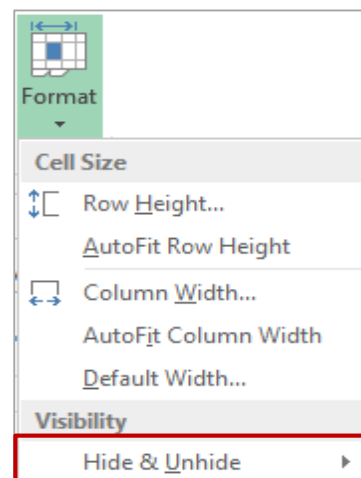 Format
Cell Size
Row Height...
AutoFit Row Height
Column Width...
AutoFit Column Width
Default Width...
Visibility
Hide & Unhide